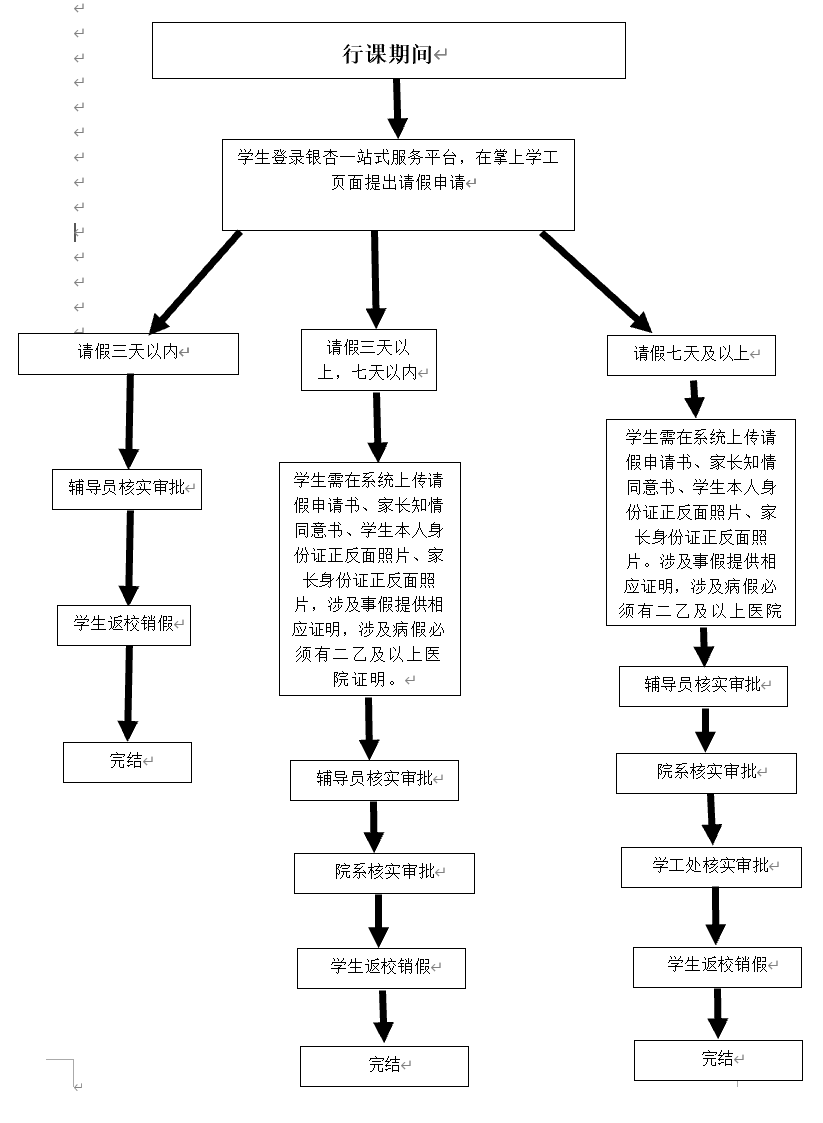 行课期间
学生登录银杏一站式服务平台，在掌上学工
页面提出请假申请
请假三天以内
辅导员核实审批
学生返校销假
完结
请假三天以
上，七天以内
学生需在系统上传请
假申请书、家长知情
同意书、学生本人身
份证正反面照片、家
长身份证正反面照
片，涉及事假提供相
应证明，涉及病假必
须有二乙及以上医
院证明。
辅导员核实审批
院系核实审批
学生返校销假
完结
请假七天及以上
学生需在系统上传请
假申请书、家长知情
同意书、学生本人身
份证正反面照片、家
长身份证正反面照
片。涉及事假提供相
应证明，涉及病假必
须有二乙及以上医院
辅导员核实审批
院系核实审批
学工处核实审批
学生返校销假
完结